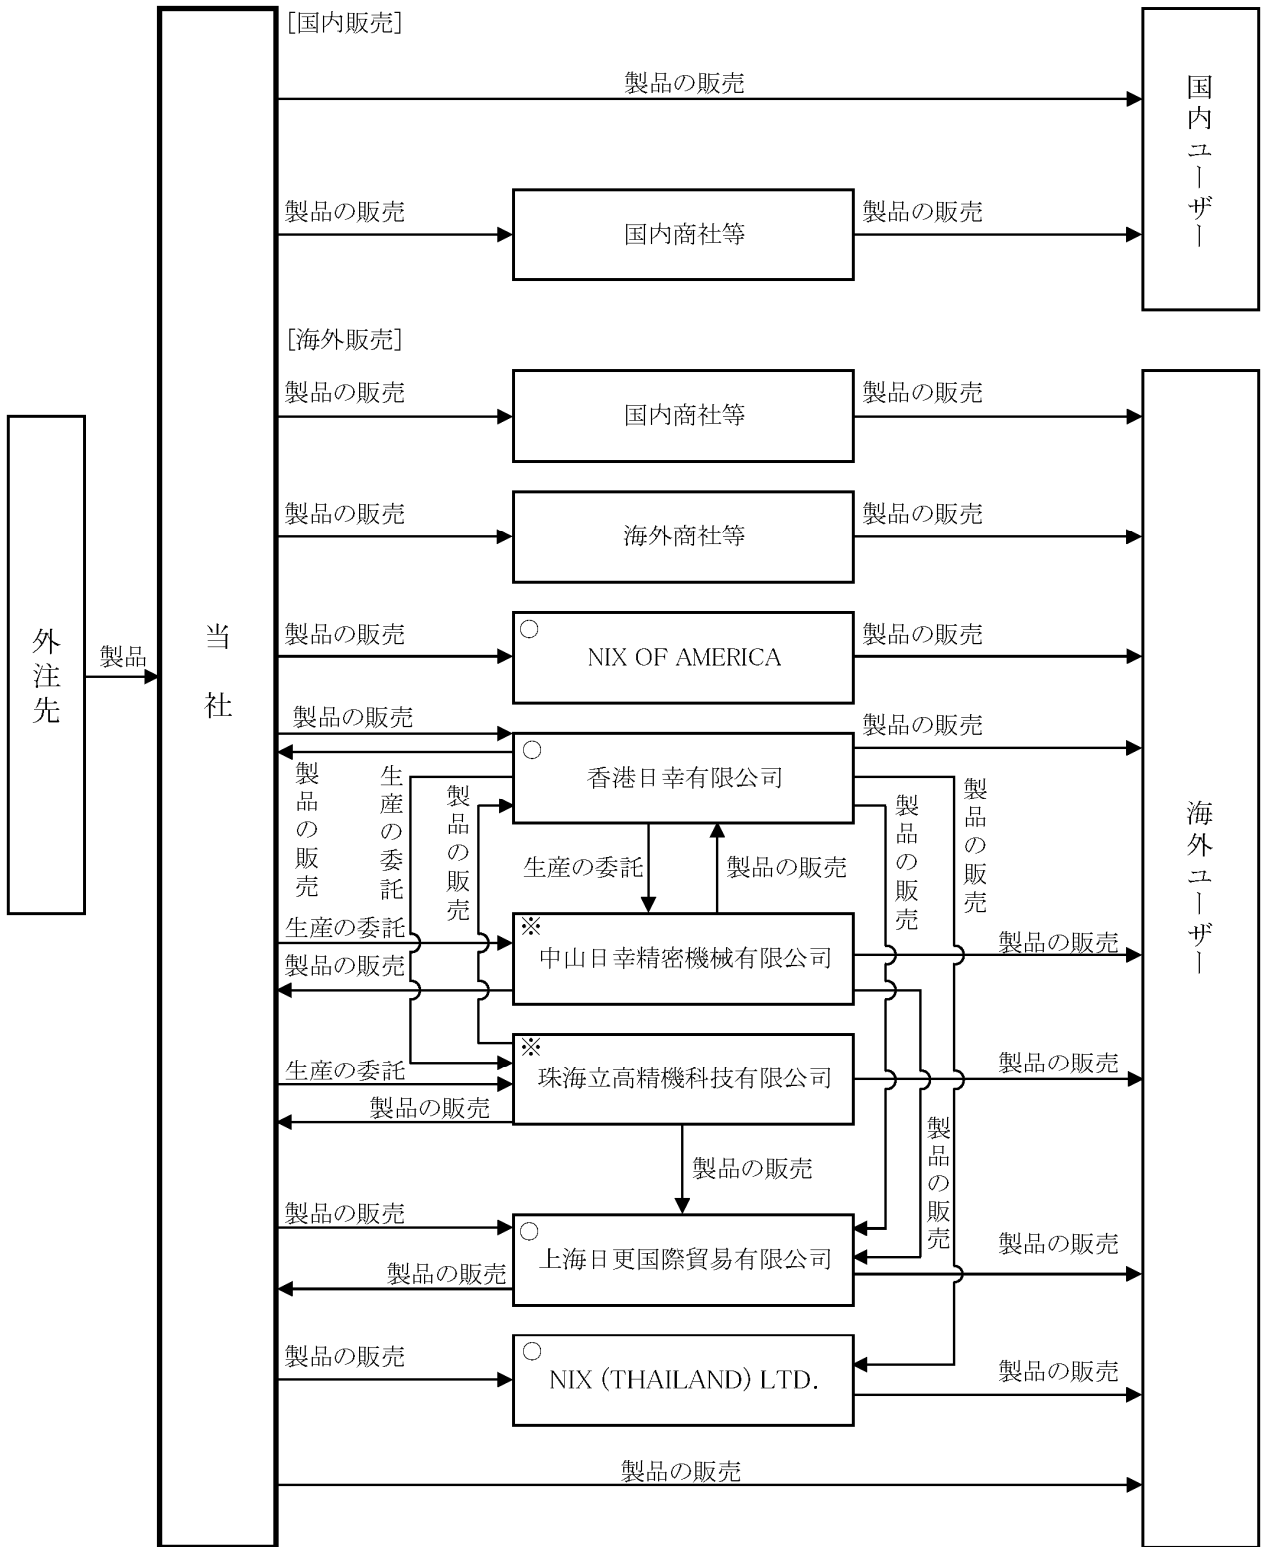 [国内販売]
製品の販売
国内ユーザー
製品の販売
国内商社等
製品の販売
[海外販売]
製品の販売
国内商社等
製品の販売
製品の販売
海外商社等
製品の販売
外注先
製品
当社
製品の販売
○
NIX OF AMERICA
製品の販売
製品の販売
○
香港日幸有限公司
製品の販売
製品の販売
生産の委託
製品の販売
生産の委託
製品の販売
製品の販売
製品の販売
海外ユーザー
生産の委託
※
中山日幸精密機械有限公司
製品の販売
製品の販売
※
珠海立高精機科技有限公司
製品の販売
生産の委託
製品の販売
製品の販売
製品の販売
製品の販売
○
上海日更国際貿易有限公司
製品の販売
製品の販売
製品の販売
○
NIX (THAILAND) LTD.
製品の販売
製品の販売